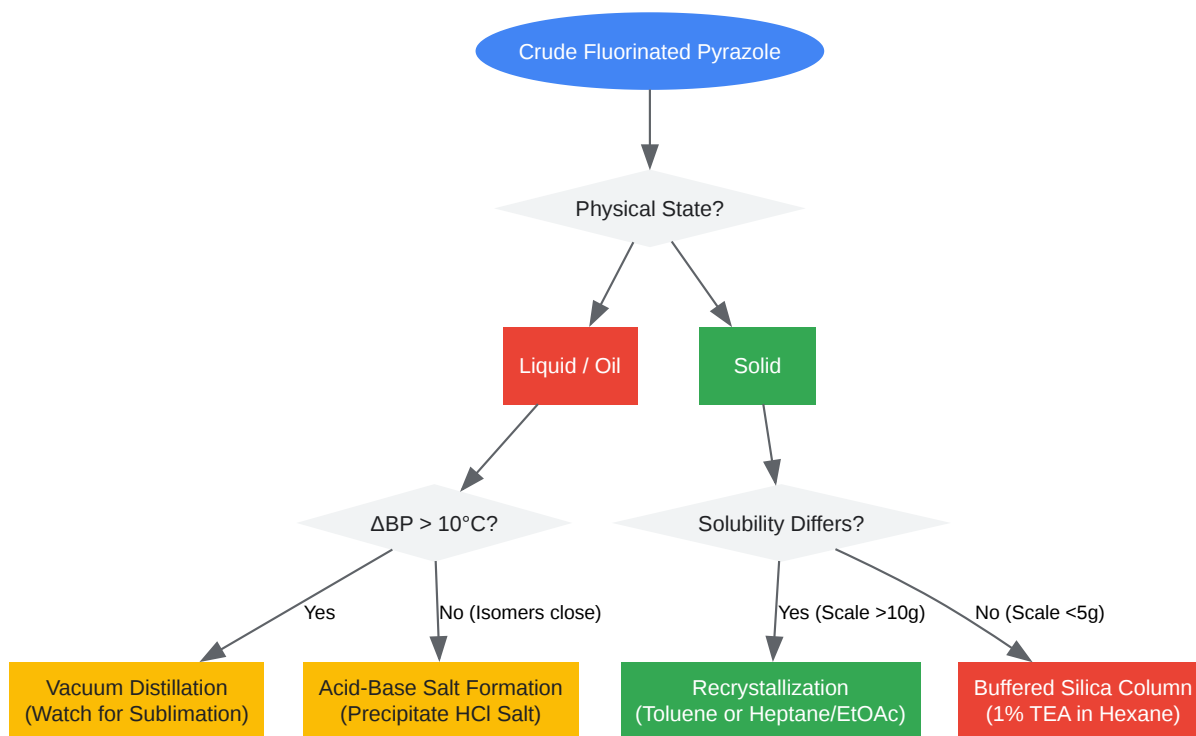 Crude Fluorinated Pyrazole
Physical State?
Liquid / Oil
Solid
ΔBP > 10°C?
Solubility Differs?
Yes
No (Isomers close)
Yes (Scale >10g)
No (Scale <5g)
Vacuum Distillation
(Watch for Sublimation)
Acid-Base Salt Formation
(Precipitate HCl Salt)
Recrystallization
(Toluene or Heptane/EtOAc)
Buffered Silica Column
(1% TEA in Hexane)